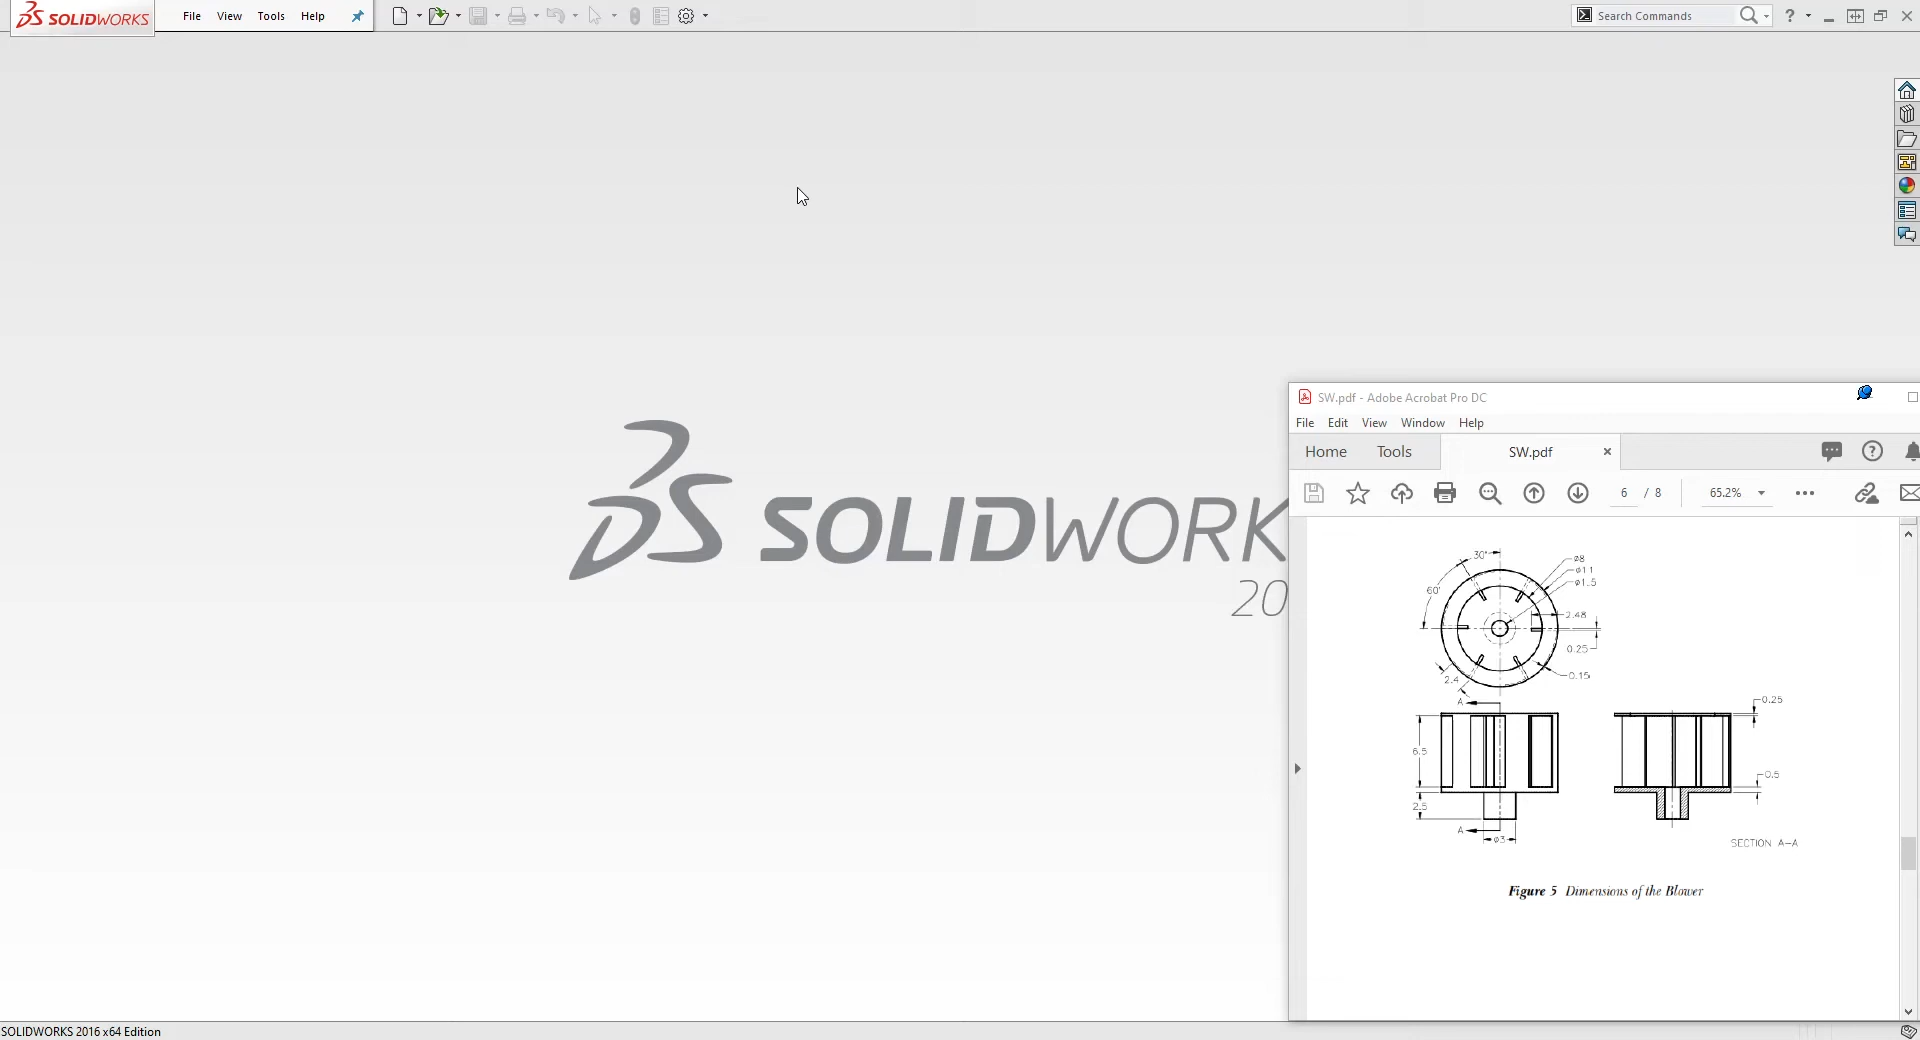 SOLIDWORKS
File View Tools Help
Search Commands
SOLIDWORK
20
SW.pdf - Adobe Acrobat Pro DC
File Edit View Window Help
Home Tools SW.pdf
6 / 8 65.2%
30°
ø8
ø11
ø1.5
60°
2.48
0.25
0.15
2.4
A
0.25
6.5
0.5
2.5
A
ø3
SECTION A-A
Figure 5 Dimensions of the Blower
SOLIDWORKS 2016 x64 Edition